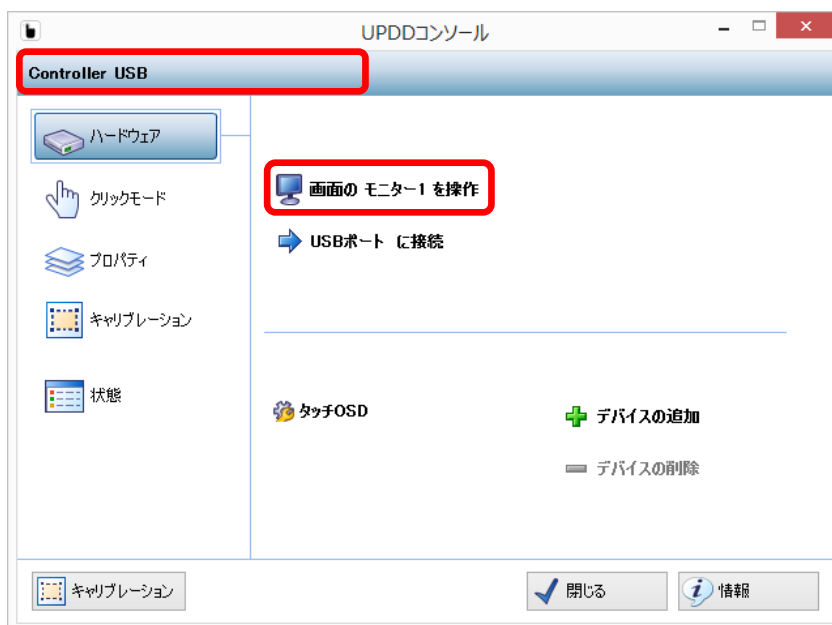 UPDDコンソール
Controller USB
ハードウェア
クリックモード
プロパティ
キャリブレーション
状態
画面の モニター1 を操作
USBポート に接続
タッチOSD
デバイスの追加
デバイスの削除
キャリブレーション
閉じる
情報